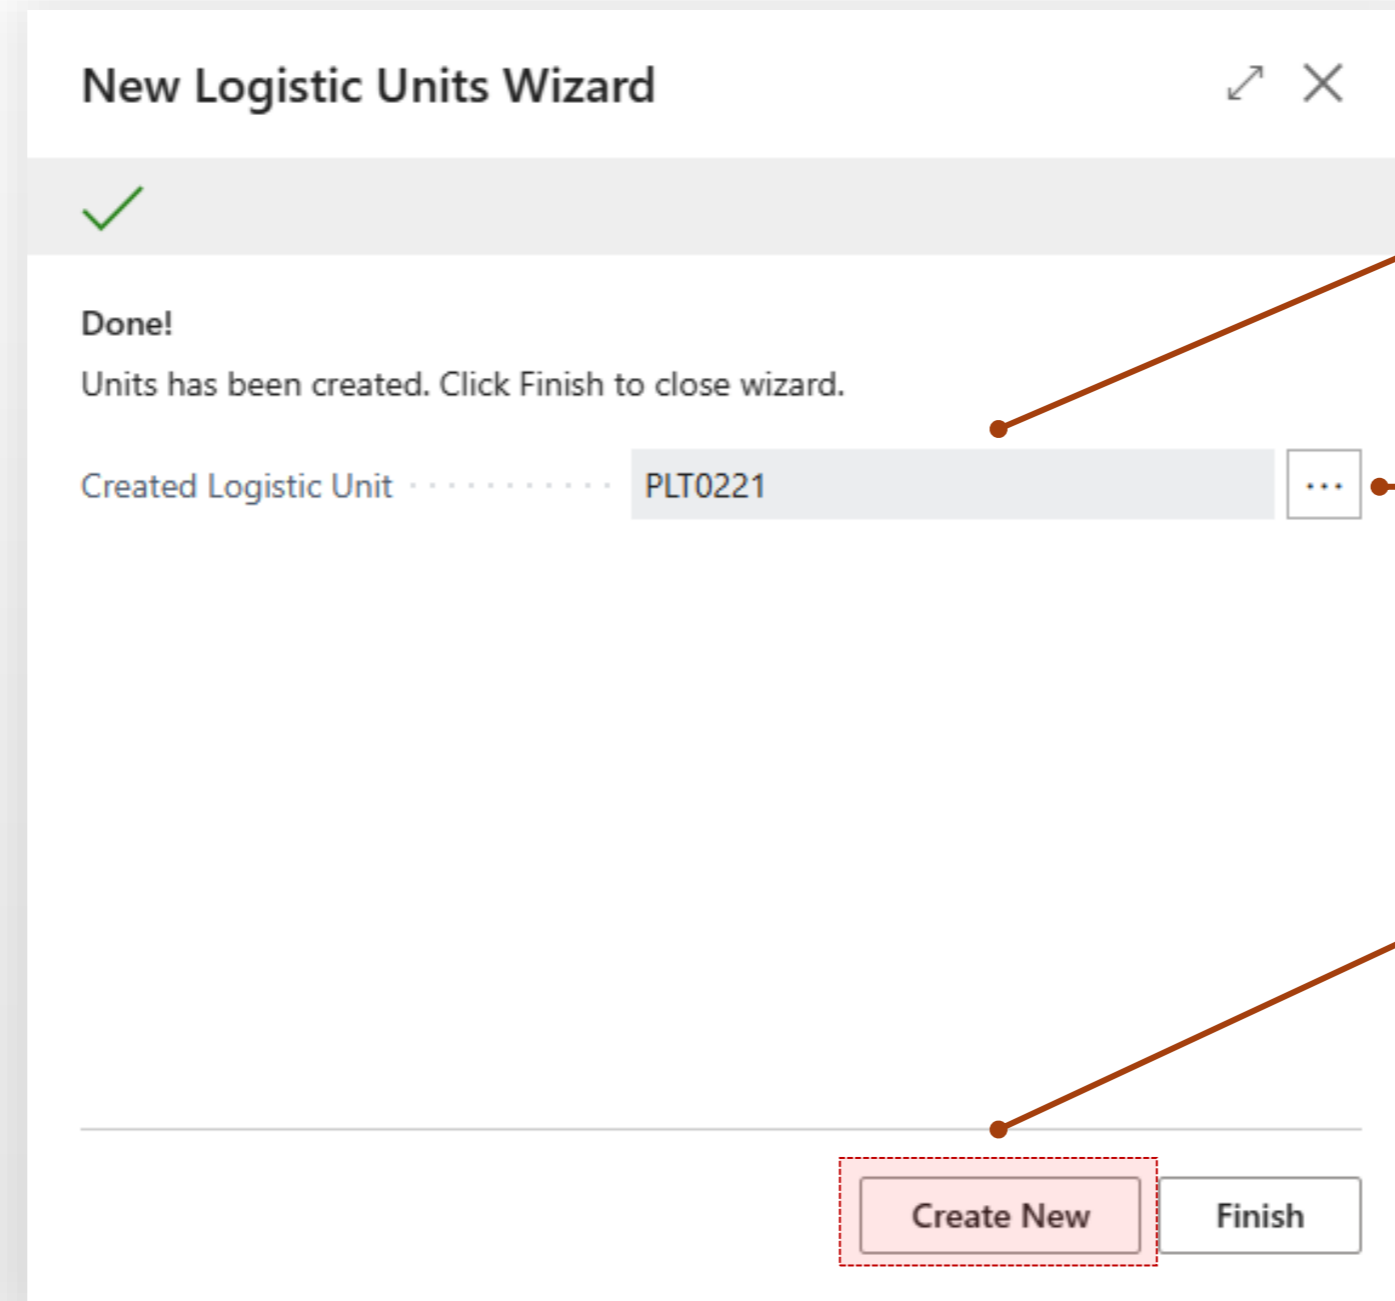 New Logistic Units Wizard
Done!
Units has been created. Click Finish to close wizard.
Created Logistic Unit PLT0221 ...
Create New Finish